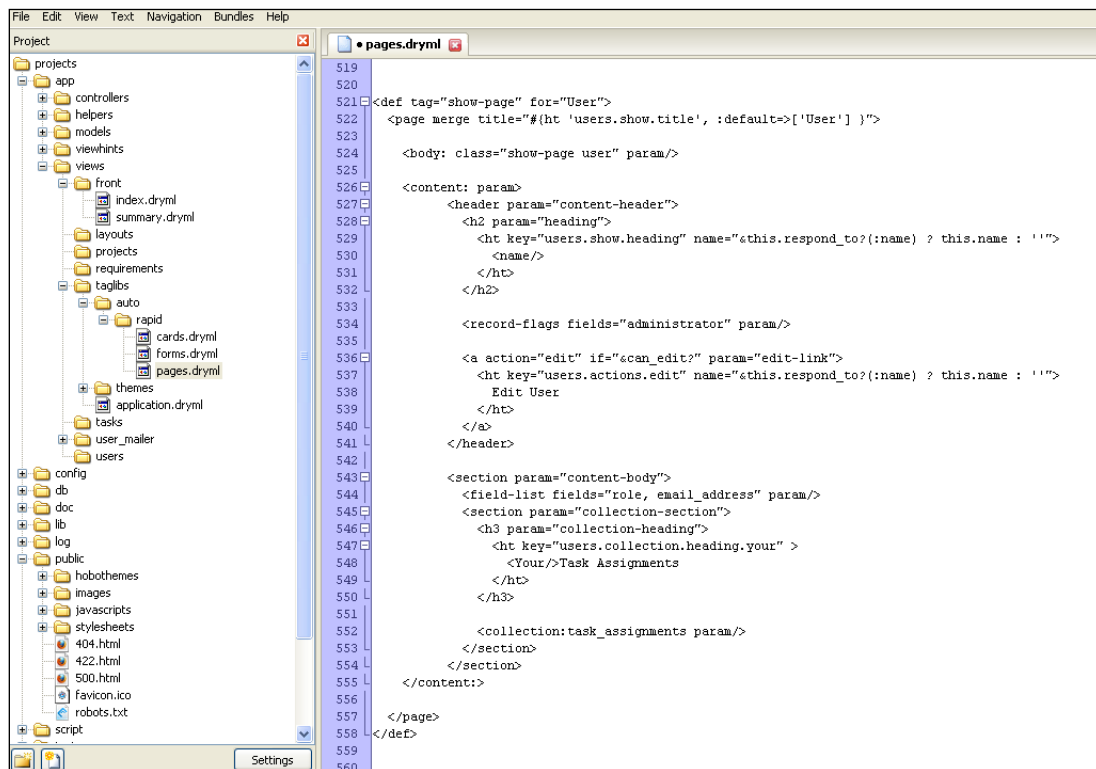 File Edit View Text Navigation Bundles Help
Project
projects
app
controllers
helpers
models
viewhints
views
front
index.dryml
summary.dryml
layouts
projects
requirements
taglibs
auto
rapid
cards.dryml
forms.dryml
pages.dryml
themes
application.dryml
tasks
user_mailer
users
config
db
doc
lib
log
public
hobothemes
images
javascripts
stylesheets
404.html
422.html
500.html
favicon.ico
robots.txt
script
Settings
• pages.dryml
519
520
521 <def tag="show-page" for="User">
522 <page merge title="#{ht 'users.show.title', :default=>['User'] }">
523
524 <body: class="show-page user" param/>
525
526 <content: param>
527 <header param="content-header">
528 <h2 param="heading">
529 <ht key="users.show.heading" name="&this.respond_to?(:name) ? this.name : ''">
530 <name/>
531 </ht>
532 </h2>
533
534 <record-flags fields="administrator" param/>
535
536 <a action="edit" if="&can_edit?" param="edit-link">
537 <ht key="users.actions.edit" name="&this.respond_to?(:name) ? this.name : ''">
538 Edit User
539 </ht>
540 </a>
541 </header>
542
543 <section param="content-body">
544 <field-list fields="role, email_address" param/>
545 <section param="collection-section">
546 <h3 param="collection-heading">
547 <ht key="users.collection.heading.your" >
548 <Your/>Task Assignments
549 </ht>
550 </h3>
551
552 <collection:task_assignments param/>
553 </section>
554 </section>
555 </content:>
556
557 </page>
558 </def>
559
560